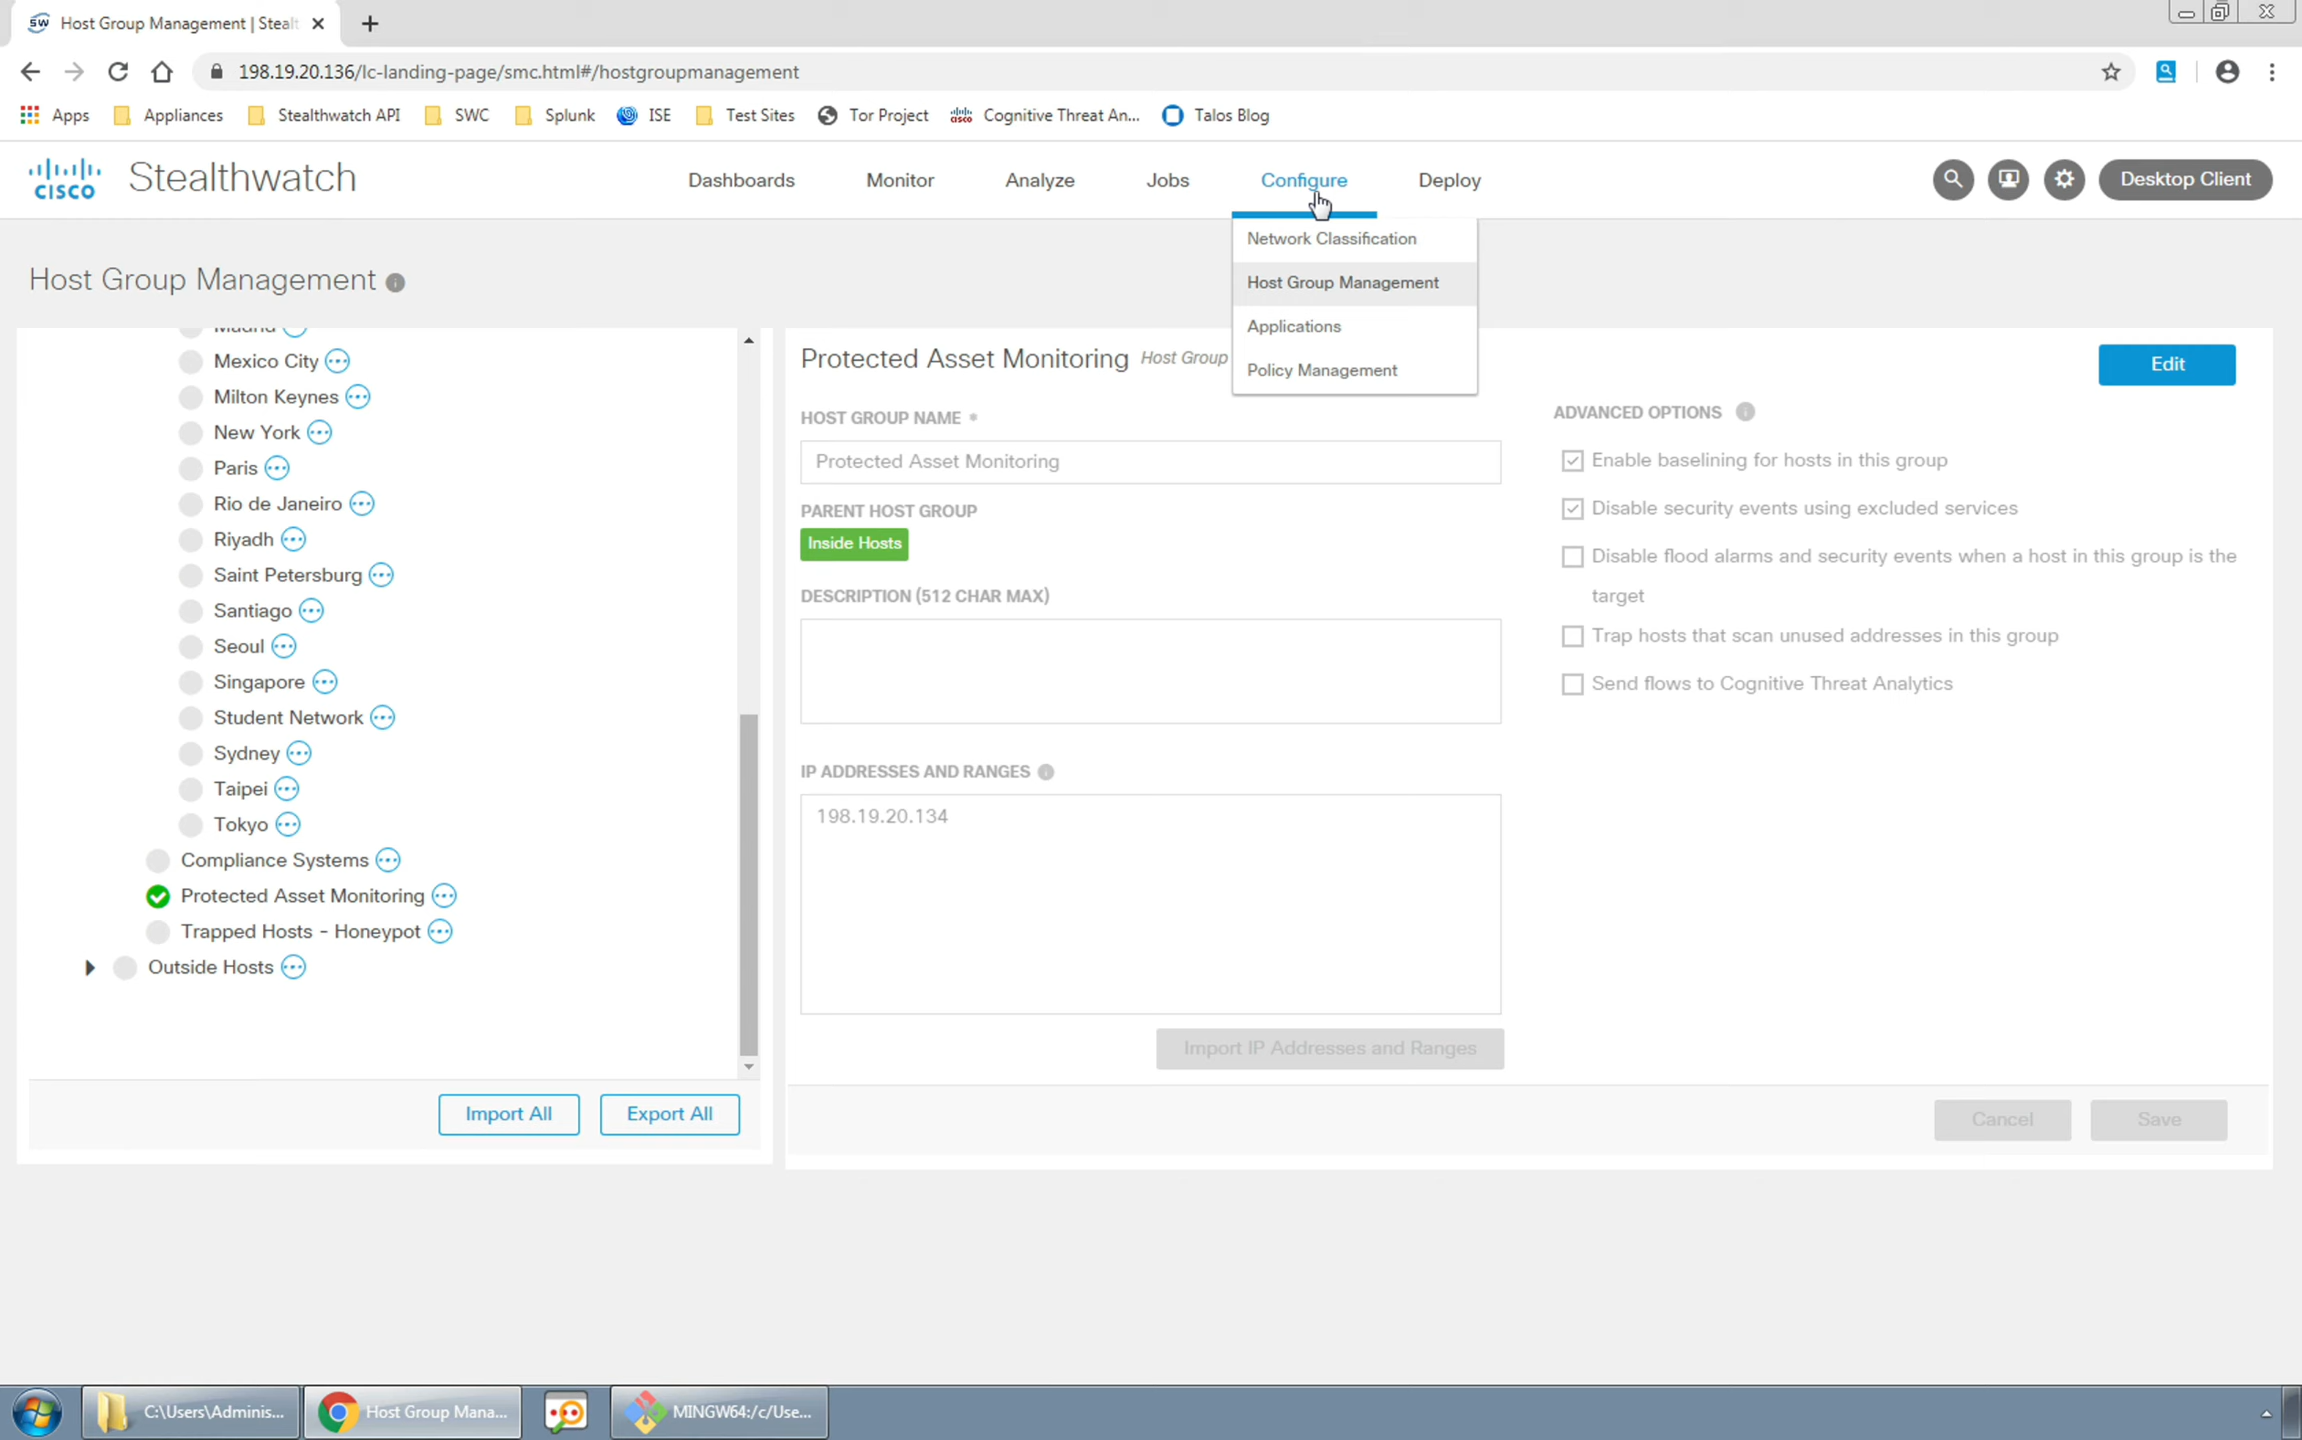 SW Host Group Management | Stealt
198.19.20.136/lc-landing-page/smc.html#/hostgroupmanagement
Apps Appliances Stealthwatch API SWC Splunk ISE Test Sites Tor Project Cognitive Threat An... Talos Blog
CISCO Stealthwatch Dashboards Monitor Analyze Jobs Configure Deploy Desktop Client
Network Classification
Host Group Management
Applications
Policy Management
Host Group Management
Madrid
Mexico City
Milton Keynes
New York
Paris
Rio de Janeiro
Riyadh
Saint Petersburg
Santiago
Seoul
Singapore
Student Network
Sydney
Taipei
Tokyo
Compliance Systems
Protected Asset Monitoring
Trapped Hosts - Honeypot
Outside Hosts
Import All Export All
Protected Asset Monitoring Host Group
Edit
HOST GROUP NAME *
Protected Asset Monitoring
PARENT HOST GROUP
Inside Hosts
DESCRIPTION (512 CHAR MAX)
IP ADDRESSES AND RANGES
198.19.20.134
Import IP Addresses and Ranges
ADVANCED OPTIONS
Enable baselining for hosts in this group
Disable security events using excluded services
Disable flood alarms and security events when a host in this group is the
target
Trap hosts that scan unused addresses in this group
Send flows to Cognitive Threat Analytics
Cancel Save
C:\Users\Adminis... Host Group Mana... MINGW64:/c/Use...